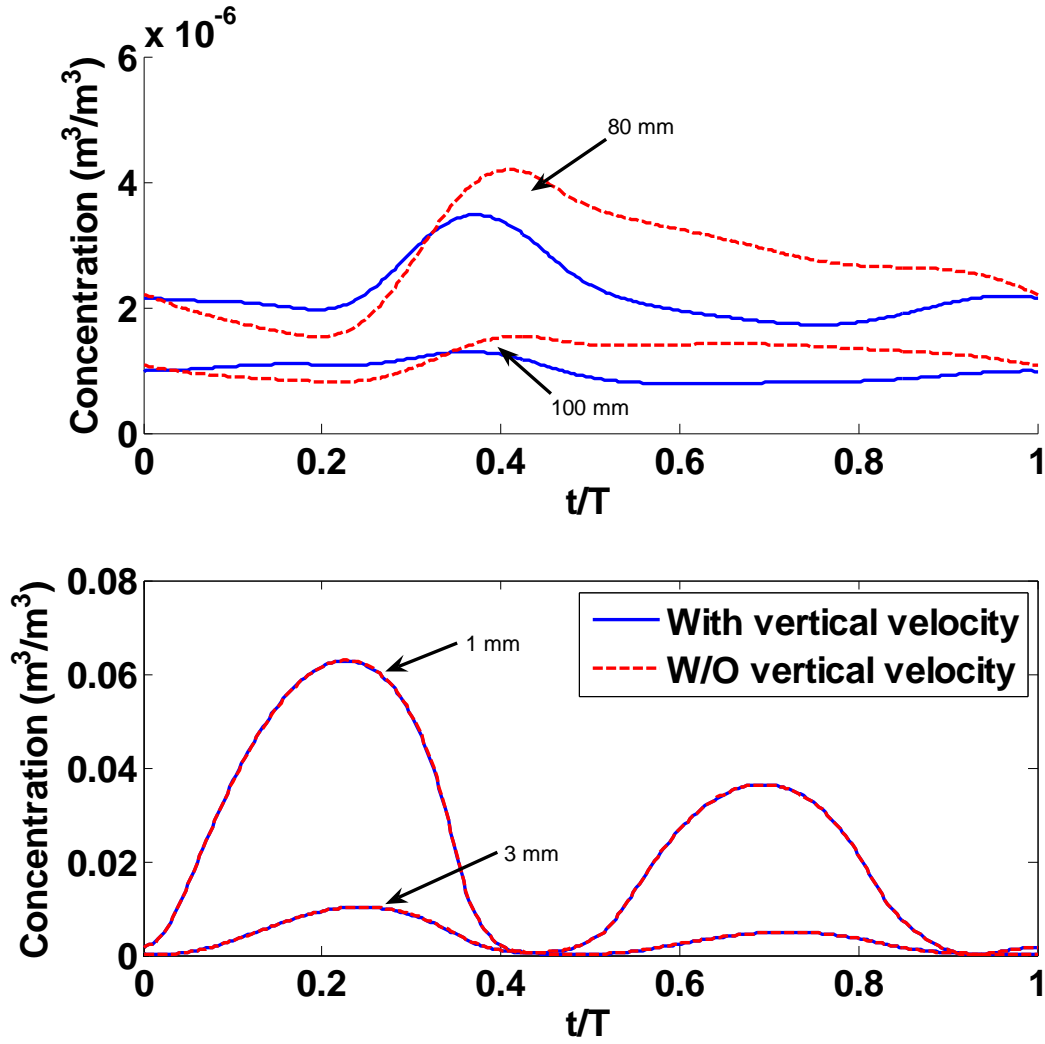 x 10^-6
6
4
2
0
Concentration (m^3/m^3)
80 mm
100 mm
0 0.2 0.4 0.6 0.8 1
t/T
0.08
0.06
0.04
0.02
0
Concentration (m^3/m^3)
1 mm
3 mm
With vertical velocity
W/O vertical velocity
0 0.2 0.4 0.6 0.8 1
t/T